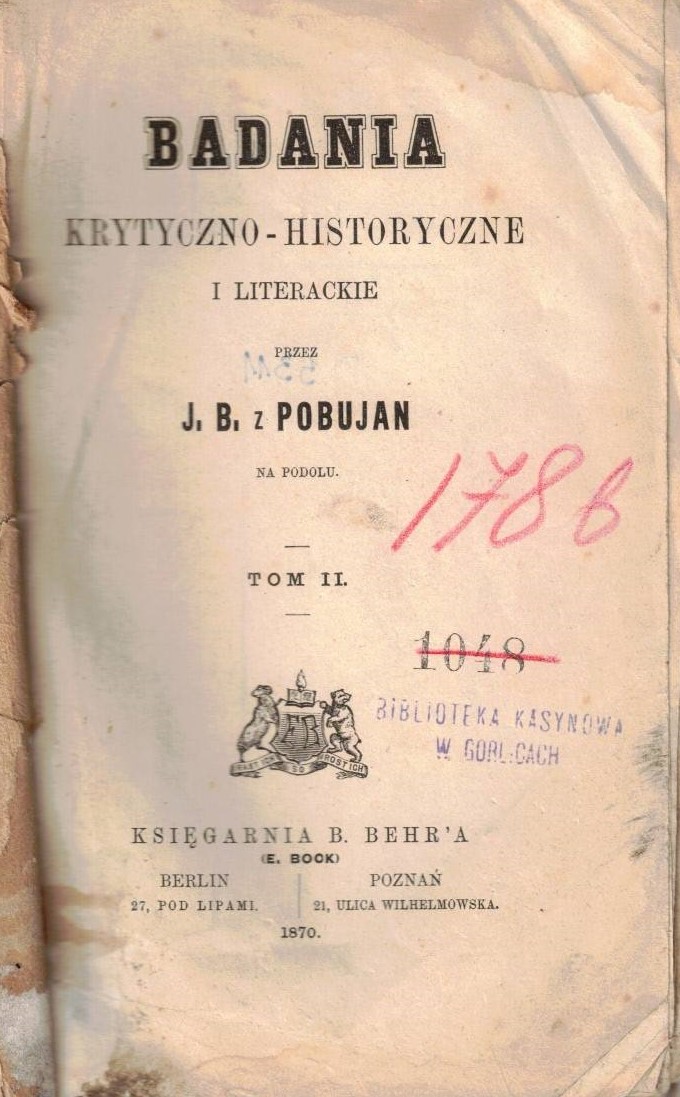 BADANIA
KRYTYCZNO-HISTORYCZNE
I LITERACKIE
PRZEZ
J. B. z POBUJAN
NA PODOLU.
1786
TOM II.
1048
BIBLIOTEKA KASYNOWA
W GORLICACH
KSIĘGARNIA B. BEHR'A
(E. BOCK)
BERLIN
27, POD LIPAMI.
POZNAŃ
21, ULICA WILHELMOWSKA.
1870.